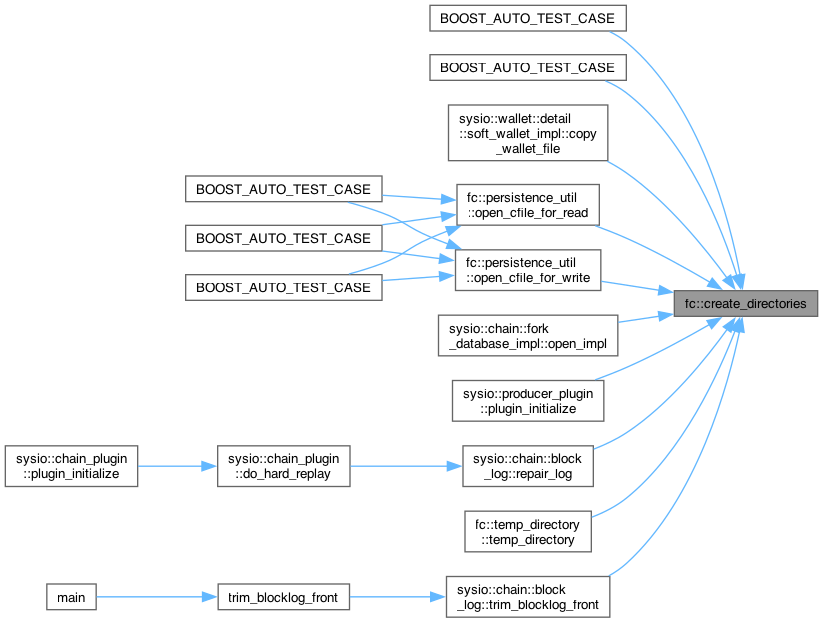 BOOST_AUTO_TEST_CASE
BOOST_AUTO_TEST_CASE
sysio::wallet::detail
::soft_wallet_impl::copy
_wallet_file
BOOST_AUTO_TEST_CASE
fc::persistence_util
::open_cfile_for_read
BOOST_AUTO_TEST_CASE
fc::persistence_util
::open_cfile_for_write
BOOST_AUTO_TEST_CASE
fc::create_directories
sysio::chain::fork
_database_impl::open_impl
sysio::producer_plugin
::plugin_initialize
sysio::chain_plugin
::plugin_initialize
sysio::chain_plugin
::do_hard_replay
sysio::chain::block
_log::repair_log
fc::temp_directory
::temp_directory
main
trim_blocklog_front
sysio::chain::block
_log::trim_blocklog_front